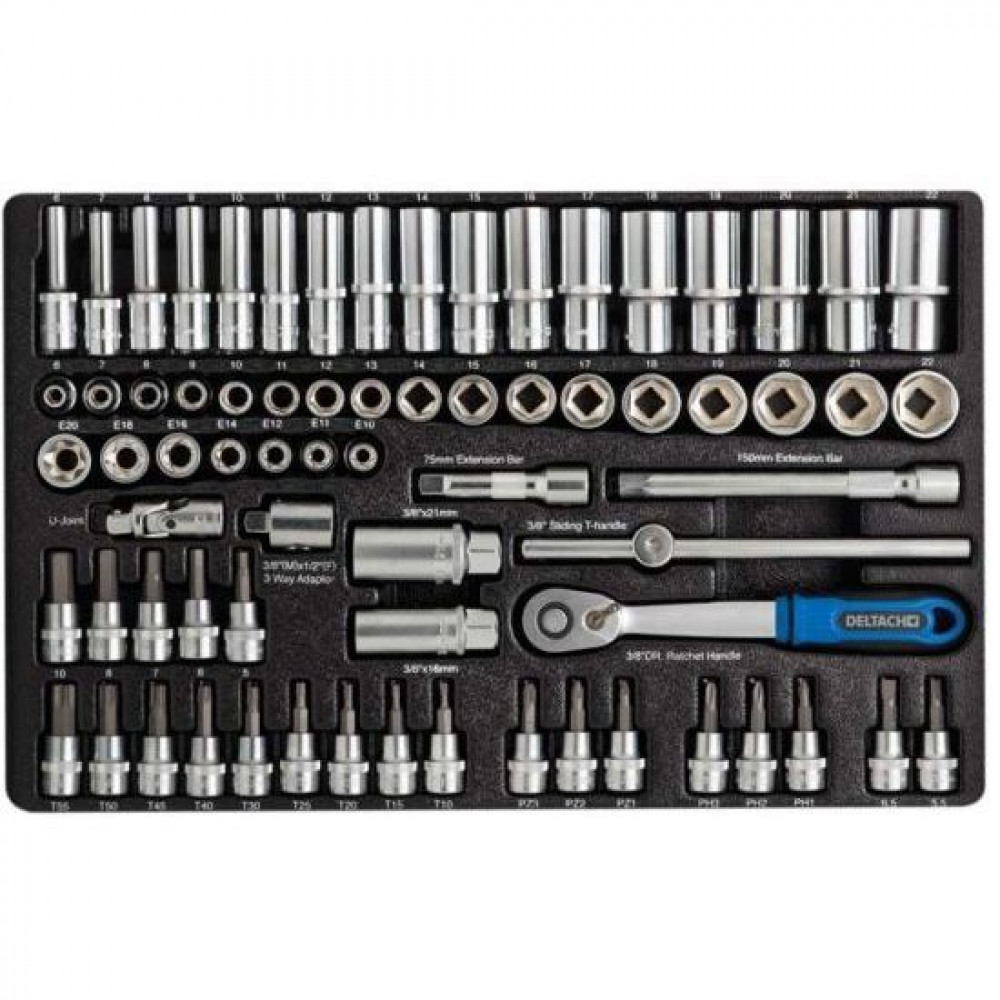 6 7 8 9 10 11 12 13 14 15 16 17 18 19 20 21 22
6 7 8 9 10 11 12 13 14 15 16 17 18 19 20 21 22
E20 E18 E16 E14 E12 E11 E10
75mm Extension Bar
150mm Extension Bar
U-Joint
3/8"x21mm
3/8" Sliding T-handle
3/8"(M)x1/2"(F)
3 Way Adaptor
DELTACH
3/8"x16mm
3/8"DR. Ratchet Handle
10 8 7 6 5
T55 T50 T45 T40 T30 T25 T20 T15 T10 PZ3 PZ2 PZ1 PH3 PH2 PH1 6.5 5.5